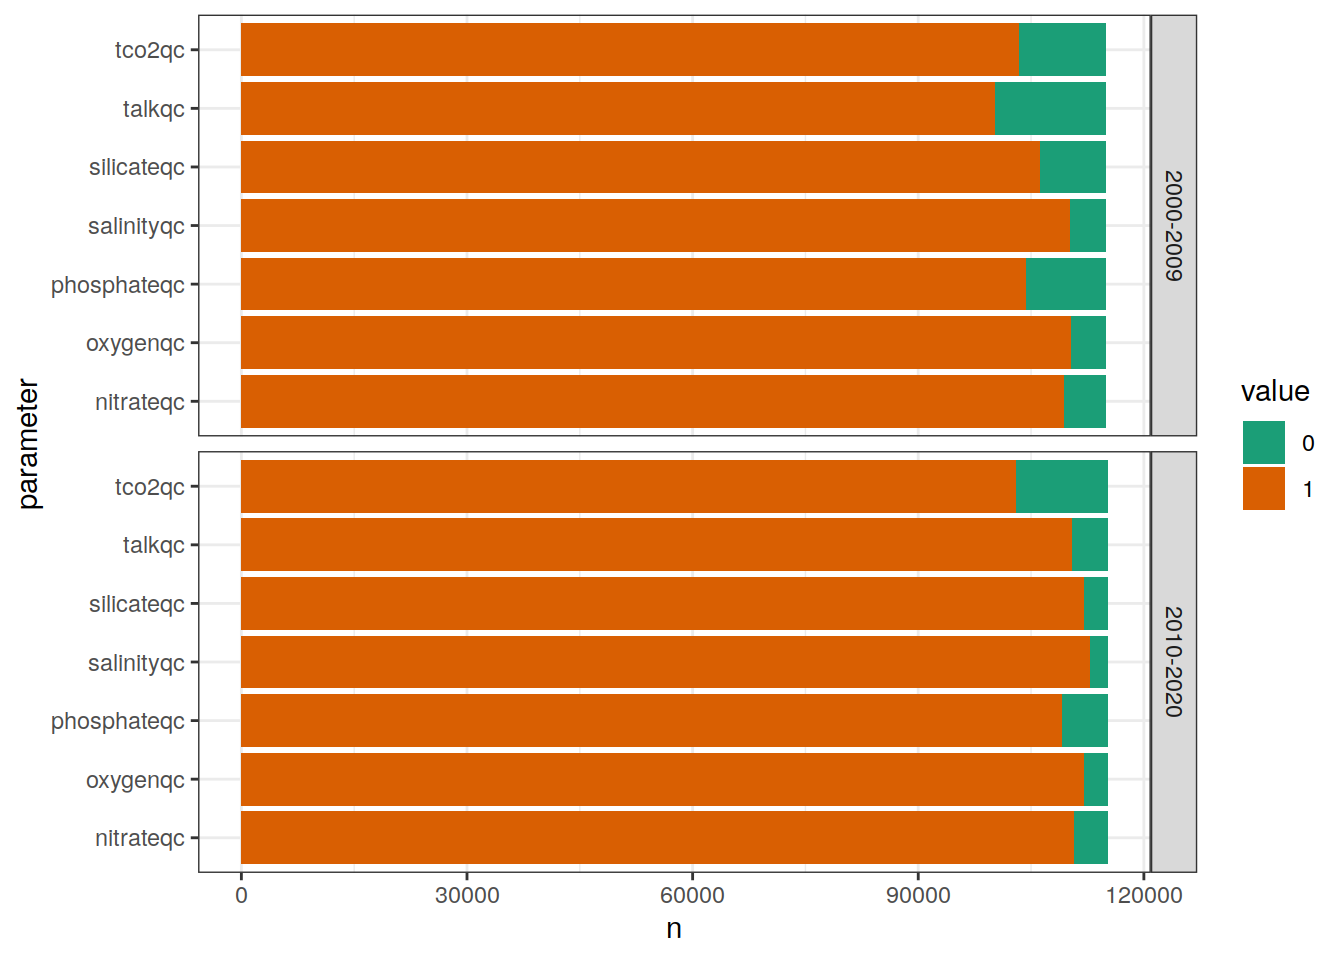 tco2qc
talkqc
silicateqc
salinityqc
phosphateqc
oxygenqc
nitrateqc
2000-2009
tco2qc
talkqc
silicateqc
salinityqc
phosphateqc
oxygenqc
nitrateqc
2010-2020
0
30000
60000
90000
120000
n
parameter
value
0
1